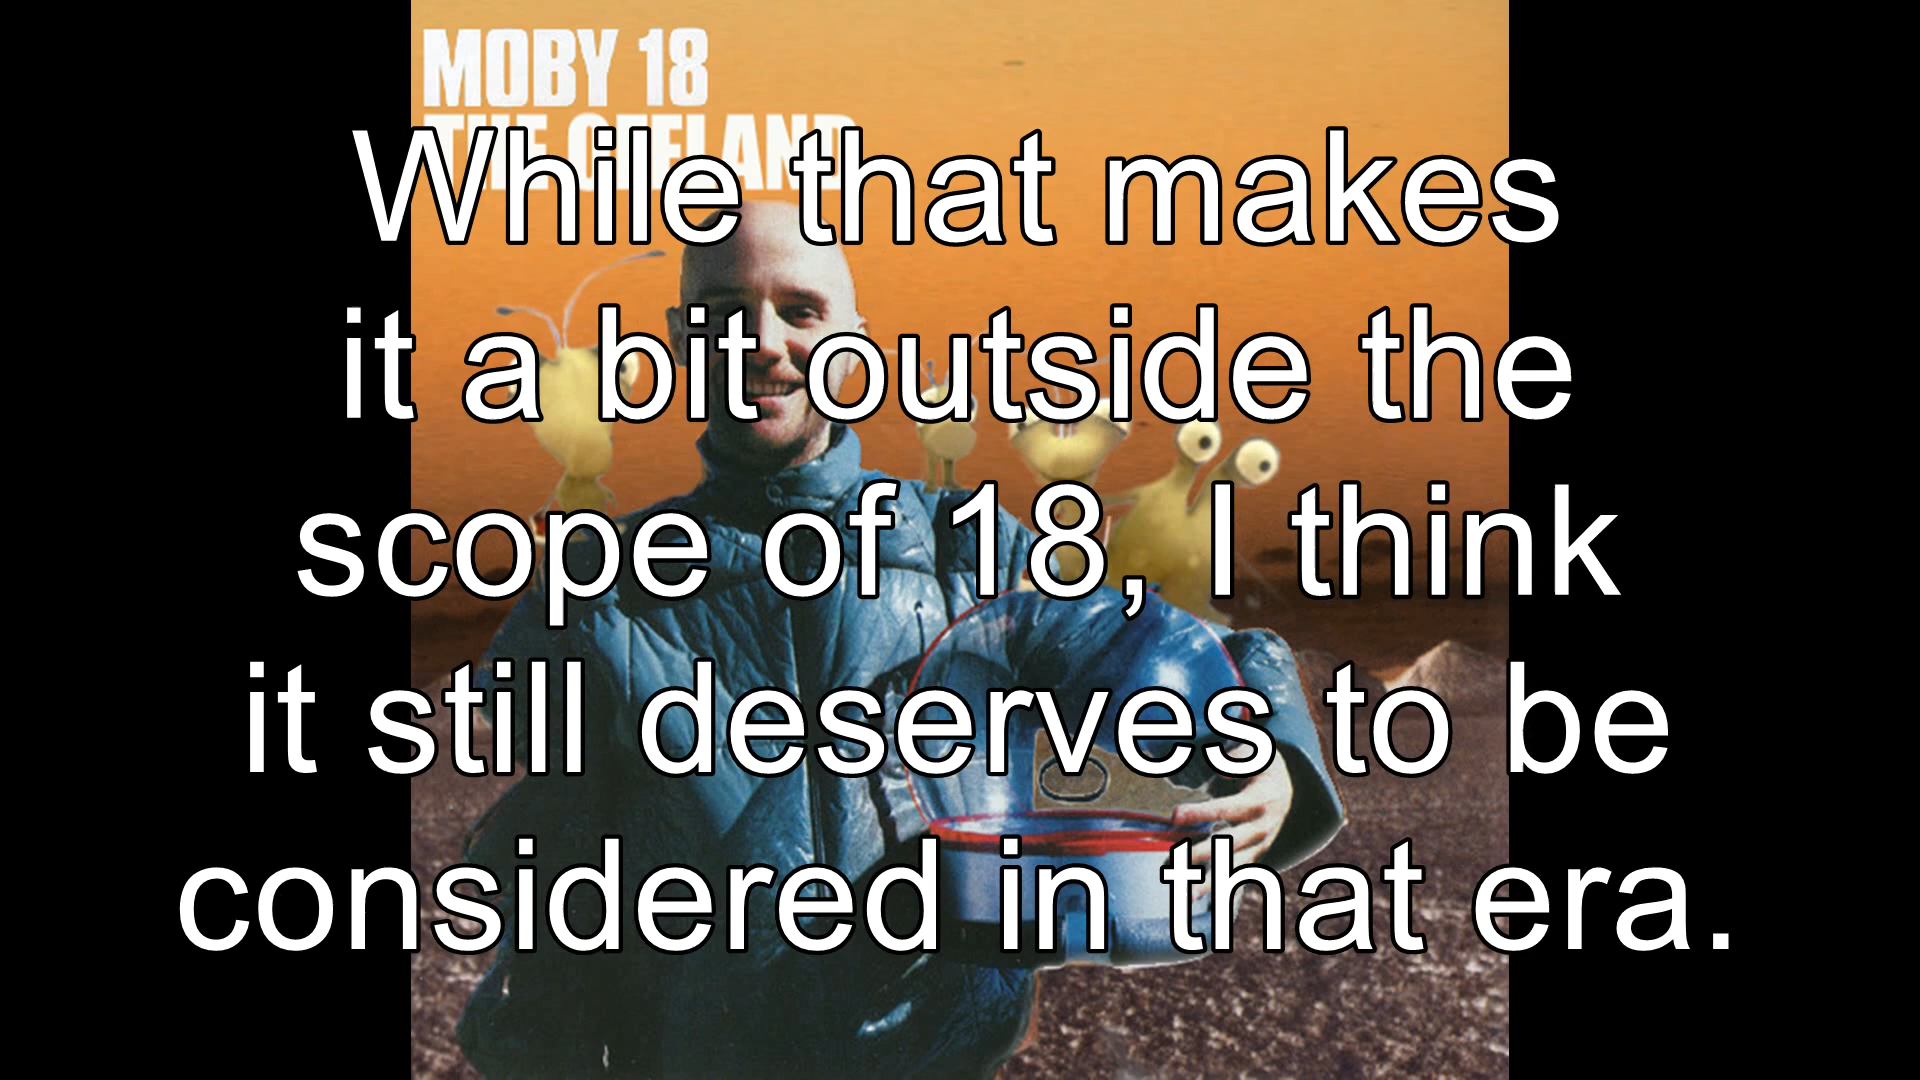 MOBY 18
THE
While that makes
it a bit outside the
scope of 18, I think
it still deserves to be
considered in that era.